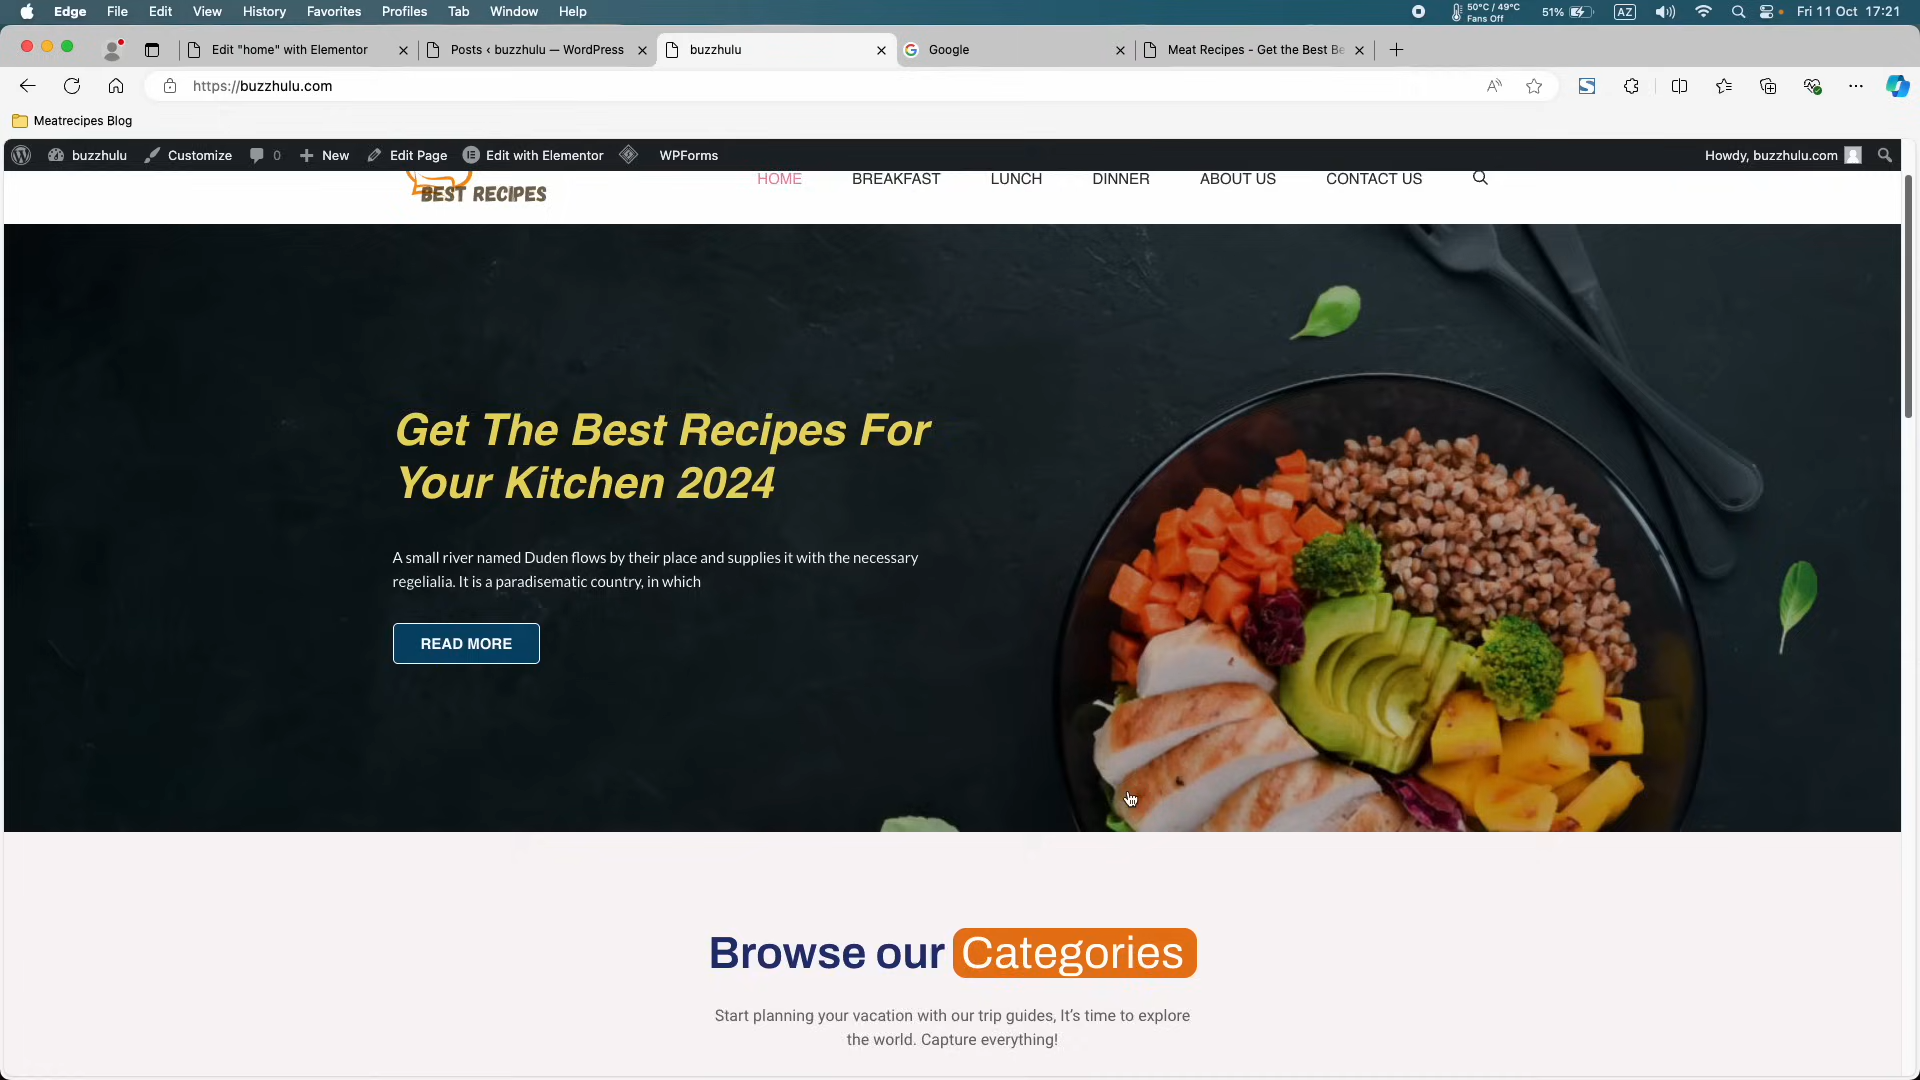 Edge File Edit View History Favorites Profiles Tab Window Help
50°C / 49°C
Fans Off
51%
AZ
Fri 11 Oct 17:21
Edit "home" with Elementor
Posts ‹ buzzhulu — WordPress
buzzhulu
Google
Meat Recipes - Get the Best Be
https://buzzhulu.com
Meatrecipes Blog
buzzhulu
Customize
0
New
Edit Page
Edit with Elementor
WPForms
Howdy, buzzhulu.com
BEST RECIPES
HOME
BREAKFAST
LUNCH
DINNER
ABOUT US
CONTACT US
Get The Best Recipes For
Your Kitchen 2024
A small river named Duden flows by their place and supplies it with the necessary
regelialia. It is a paradisematic country, in which
READ MORE
Browse our Categories
Start planning your vacation with our trip guides, It's time to explore
the world. Capture everything!